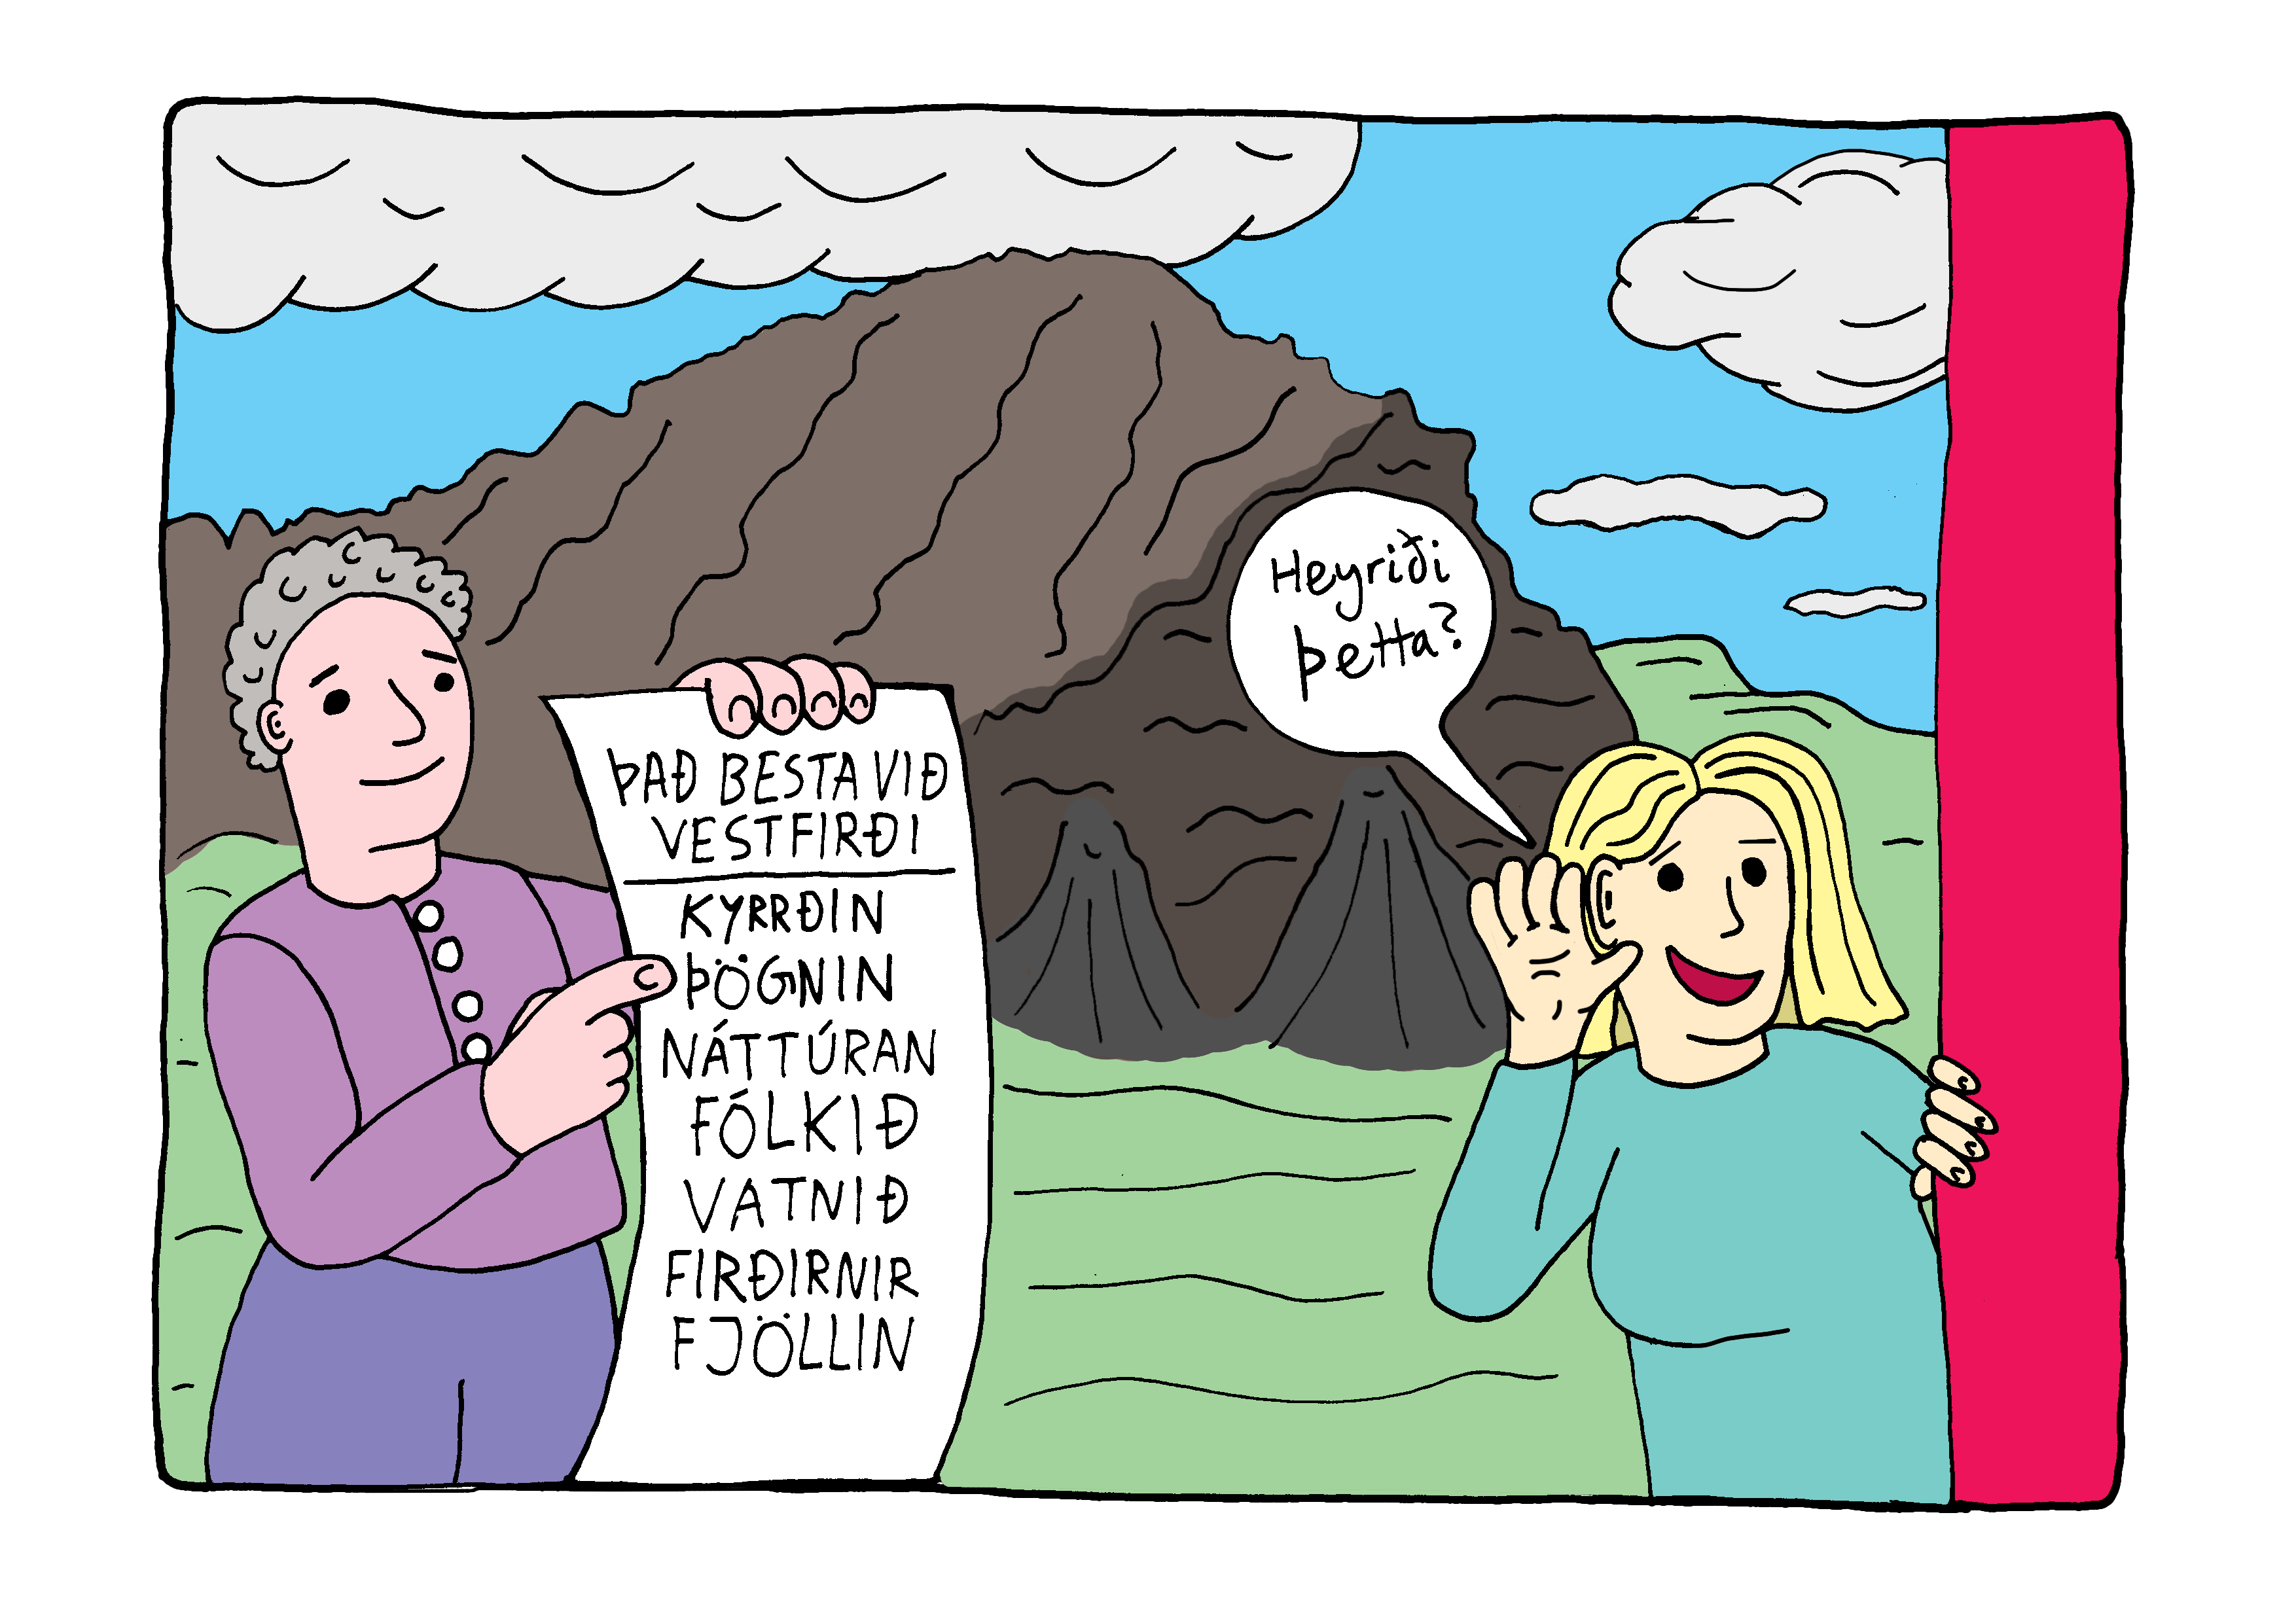 ÞAÐ BESTA VIÐ
VESTFIRÐI
KYRRÐIN
ÞÖGNIN
NÁTTÚRAN
FÓLKIÐ
VATNIÐ
FIRÐIRNIR
FJÖLLIN
Heyriði
þetta?